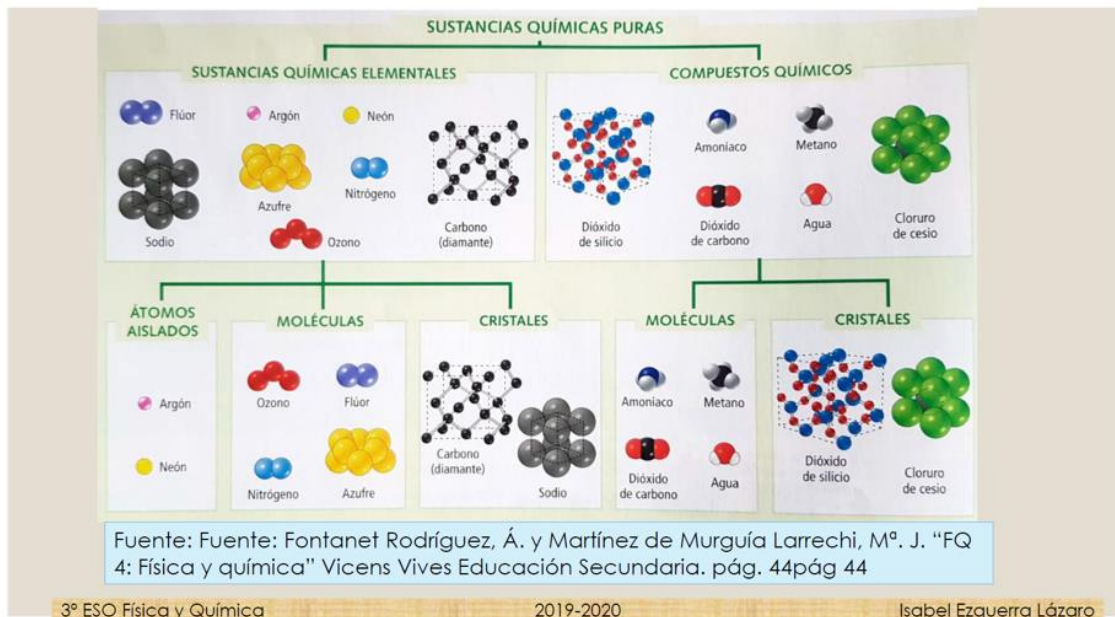 SUSTANCIAS QUÍMICAS PURAS
SUSTANCIAS QUÍMICAS ELEMENTALES
Flúor
Argón
Neón
Sodio
Azufre
Nitrógeno
Ozono
Carbono
(diamante)
COMPUESTOS QUÍMICOS
Dióxido
de silicio
Amoníaco
Metano
Dióxido
de carbono
Agua
Cloruro
de cesio
ÁTOMOS
AISLADOS
Argón
Neón
MOLÉCULAS
Ozono
Flúor
Nitrógeno
Azufre
CRISTALES
Carbono
(diamante)
Sodio
MOLÉCULAS
Amoníaco
Metano
Dióxido
de carbono
Agua
CRISTALES
Dióxido
de silicio
Cloruro
de cesio
Fuente: Fuente: Fontanet Rodríguez, Á. y Martínez de Murguía Larrechi, Mª. J. “FQ
4: Física y química” Vicens Vives Educación Secundaria. pág. 44pág 44
3º ESO Física y Química 2019-2020 Isabel Ezquerra Lázaro